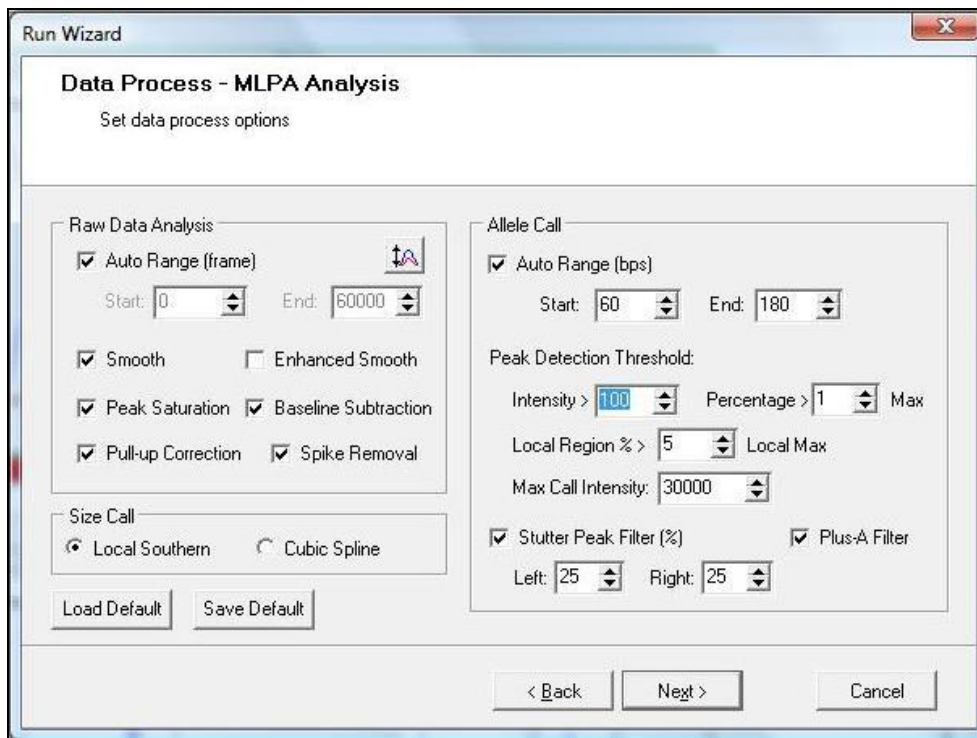 Run Wizard
Data Process - MLPA Analysis
Set data process options
Raw Data Analysis
Auto Range (frame)
Start: 0 End: 60000
Smooth Enhanced Smooth
Peak Saturation Baseline Subtraction
Pull-up Correction Spike Removal
Size Call
Local Southern Cubic Spline
Load Default Save Default
Allele Call
Auto Range (bps)
Start: 60 End: 180
Peak Detection Threshold:
Intensity > 100 Percentage > 1 Max
Local Region % > 5 Local Max
Max Call Intensity: 30000
Stutter Peak Filter (%) Plus-A Filter
Left: 25 Right: 25
< Back Next > Cancel